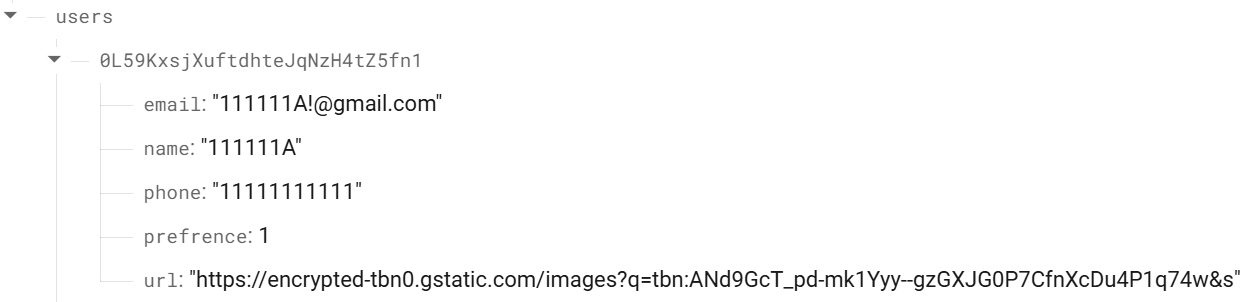 users
0L59KxsjXuftdhteJqNzH4tZ5fn1
email: "111111A!@gmail.com"
name: "111111A"
phone: "11111111111"
prefrence: 1
url: "https://encrypted-tbn0.gstatic.com/images?q=tbn:ANd9GcT_pd-mk1Yyy--gzGXJG0P7CfnXcDu4P1q74w&s"